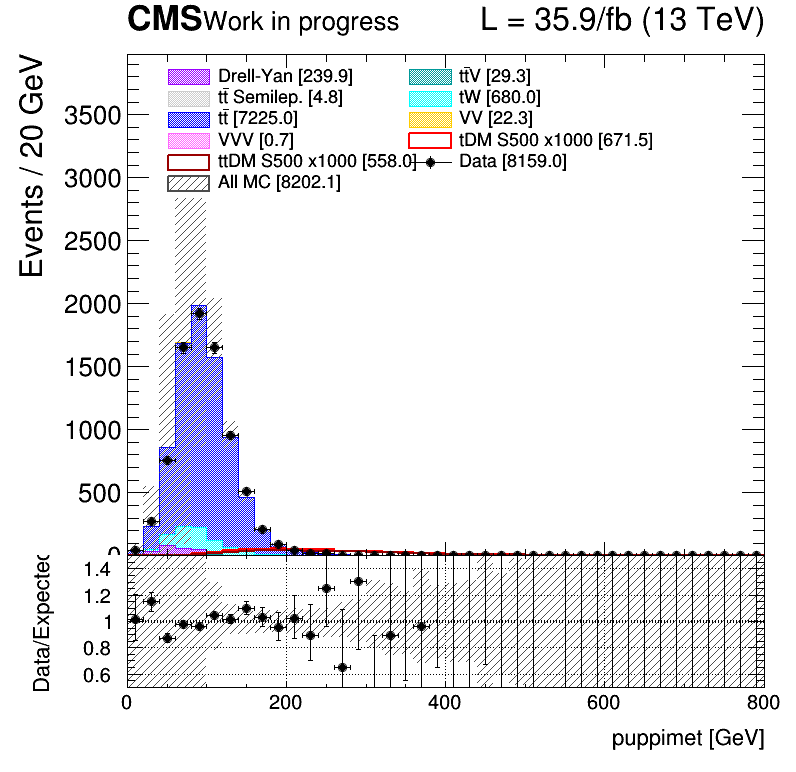 CMS Work in progress L = 35.9/fb (13 TeV)
Events / 20 GeV
Drell-Yan [239.9] tt̄V [29.3]
tt̄ Semilep. [4.8] tW [680.0]
tt̄ [7225.0] VV [22.3]
VVV [0.7] tDM S500 x1000 [671.5]
ttDM S500 x1000 [558.0] Data [8159.0]
All MC [8202.1]
3500
3000
2500
2000
1500
1000
500
0
Data/Expected
1.4
1.2
1
0.8
0.6
0 200 400 600 800
puppimet [GeV]